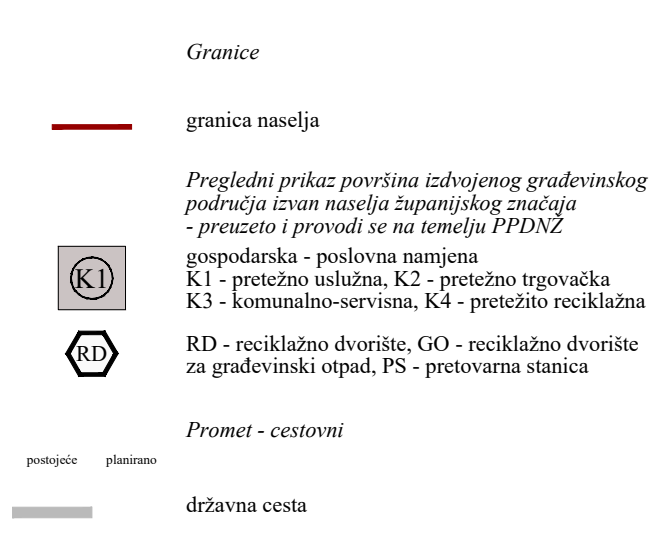 Granice
granica naselja
Pregledni prikaz površina izdvojenog građevinskog
područja izvan naselja županijskog značaja
- preuzeto i provodi se na temelju PPDNŽ
gospodarska - poslovna namjena
K1
K1 - pretežno uslužna, K2 - pretežno trgovačka
K3 - komunalno-servisna, K4 - pretežito reciklažna
RD
RD - reciklažno dvorište, GO - reciklažno dvorište
za građevinski otpad, PS - pretovarna stanica
Promet - cestovni
postojeće planirano
državna cesta